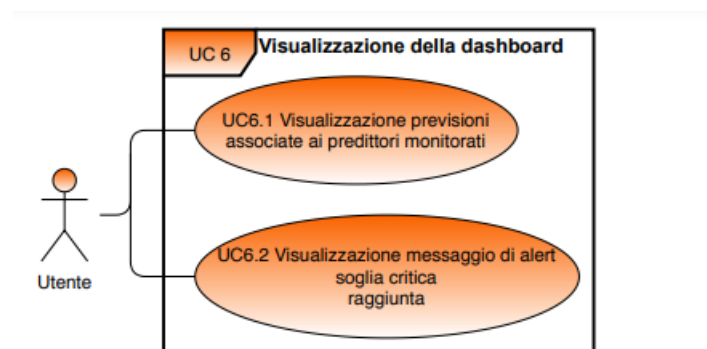 UC 6
Visualizzazione della dashboard
UC6.1 Visualizzazione previsioni
associate ai predittori monitorati
Utente
UC6.2 Visualizzazione messaggio di alert
soglia critica
raggiunta